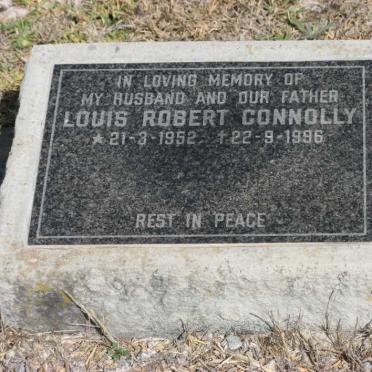 IN LOVING MEMORY OF
MY HUSBAND AND OUR FATHER
LOUIS ROBERT CONNOLLY
★21-3-1952 ✝22-9-1996
REST IN PEACE